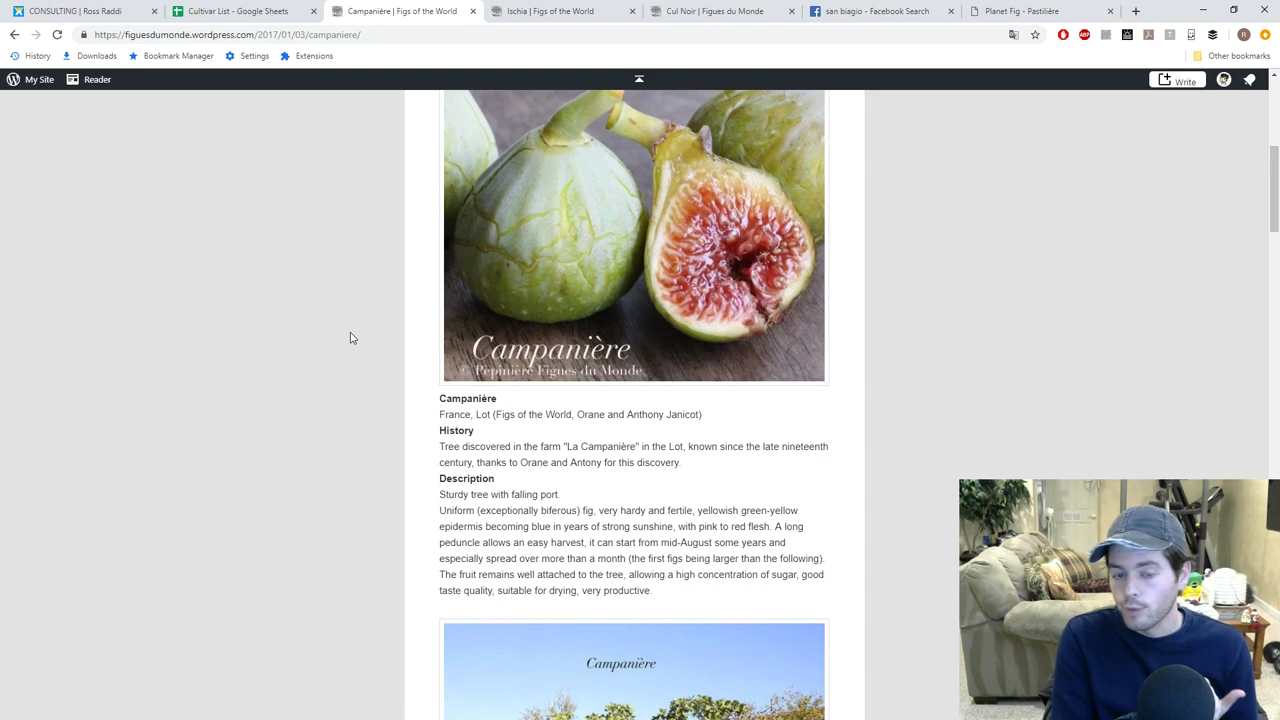 CONSULTING | Ross Raddi
Cultivar List - Google Sheets
Campanière | Figs of the World
Ischia | Figs of the World
Cul Noir | Figues du Monde
san biagio - Facebook Search
Planet Fig - Pastilière
https://figuesdumonde.wordpress.com/2017/01/03/campaniere/
History
Downloads
Bookmark Manager
Settings
Extensions
Other bookmarks
My Site
Reader
Write
Campanière
© Pépinière Figues du Monde
Campanière
France, Lot (Figs of the World, Orane and Anthony Janicot)
History
Tree discovered in the farm "La Campanière" in the Lot, known since the late nineteenth
century, thanks to Orane and Antony for this discovery.
Description
Sturdy tree with falling port.
Uniform (exceptionally biferous) fig, very hardy and fertile, yellowish green-yellow
epidermis becoming blue in years of strong sunshine, with pink to red flesh. A long
peduncle allows an easy harvest, it can start from mid-August some years and
especially spread over more than a month (the first figs being larger than the following).
The fruit remains well attached to the tree, allowing a high concentration of sugar, good
taste quality, suitable for drying, very productive.
Campanière